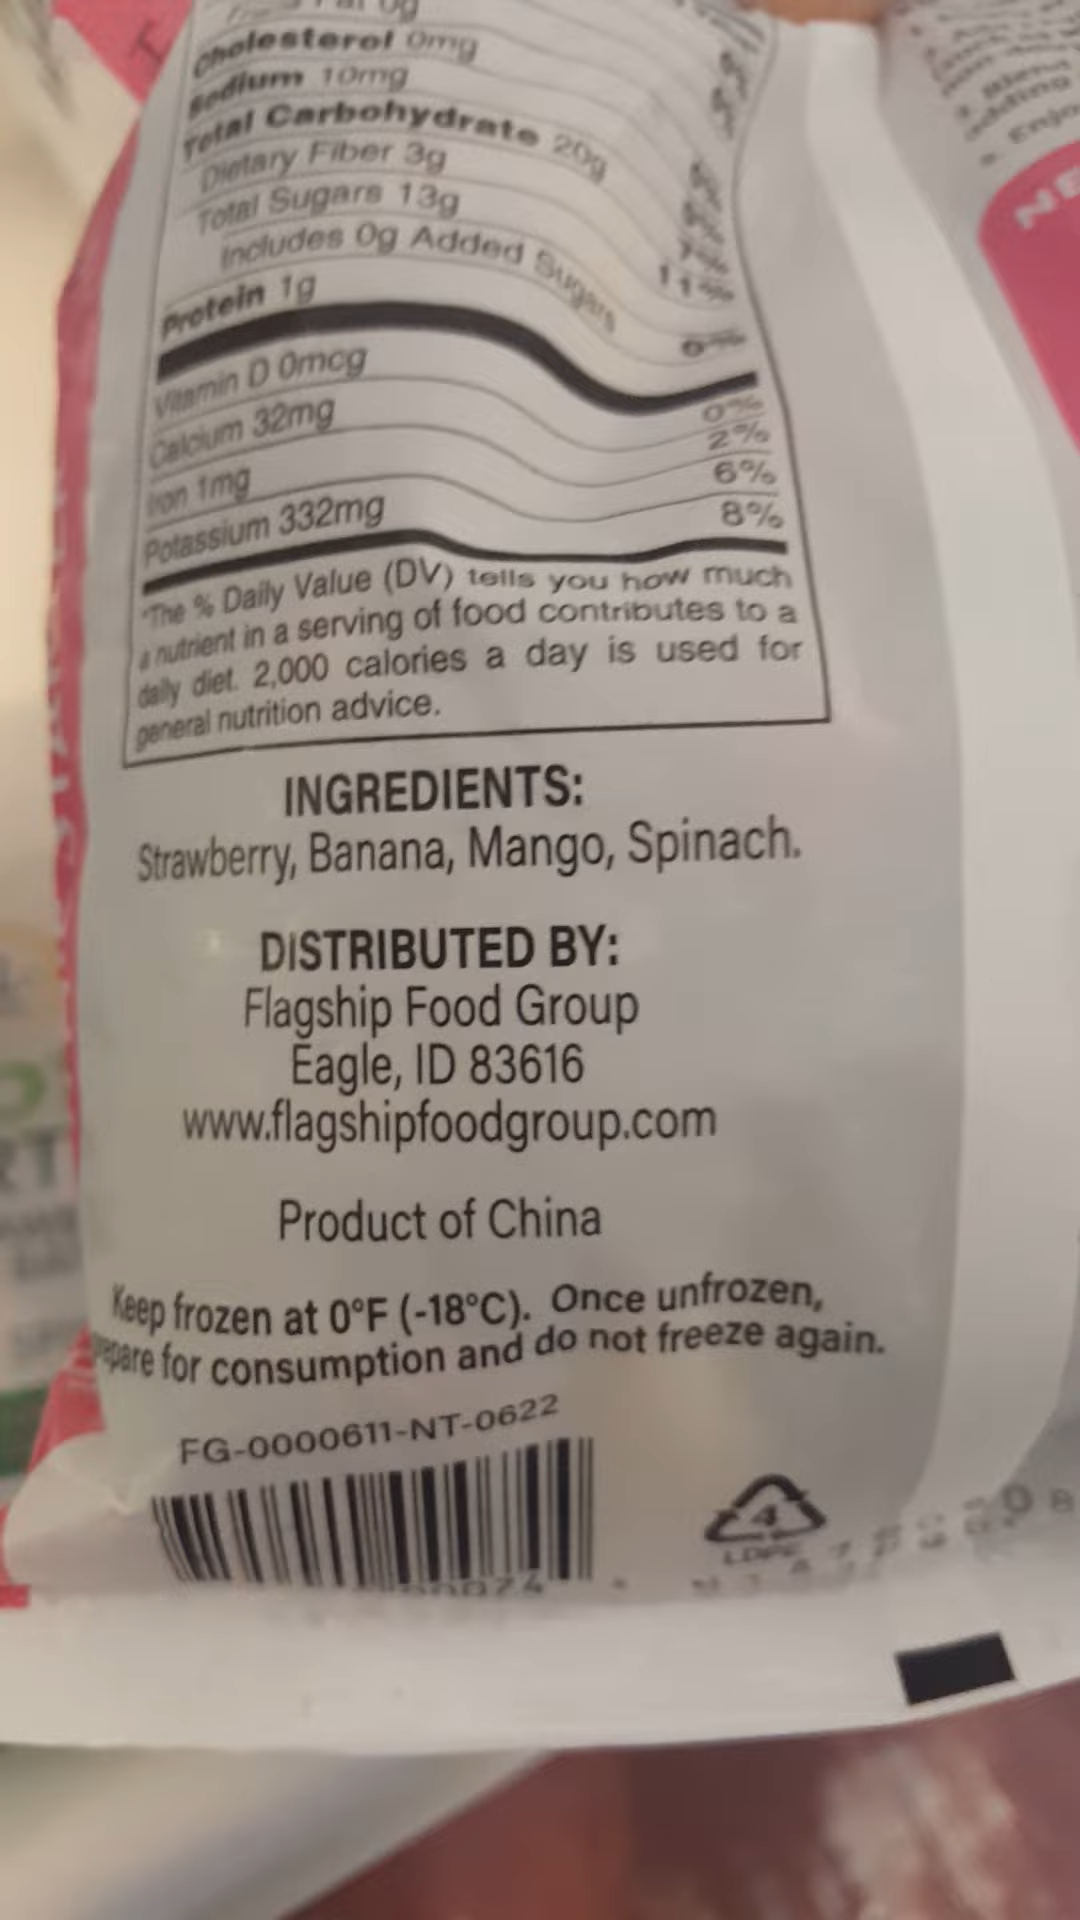 Cholesterol 0mg
Sodium 10mg
Total Carbohydrate 20g
Dietary Fiber 3g
11%
Total Sugars 13g
Includes 0g Added Sugars
0%
Protein 1g
Vitamin D 0mcg 0%
Calcium 32mg 2%
Iron 1mg 6%
Potassium 332mg 8%
*The % Daily Value (DV) tells you how much
a nutrient in a serving of food contributes to a
daily diet. 2,000 calories a day is used for
general nutrition advice.
INGREDIENTS:
Strawberry, Banana, Mango, Spinach.
DISTRIBUTED BY:
Flagship Food Group
Eagle, ID 83616
www.flagshipfoodgroup.com
Product of China
Keep frozen at 0°F (-18°C). Once unfrozen,
prepare for consumption and do not freeze again.
FG-0000611-NT-0622
4
LDPE
NE